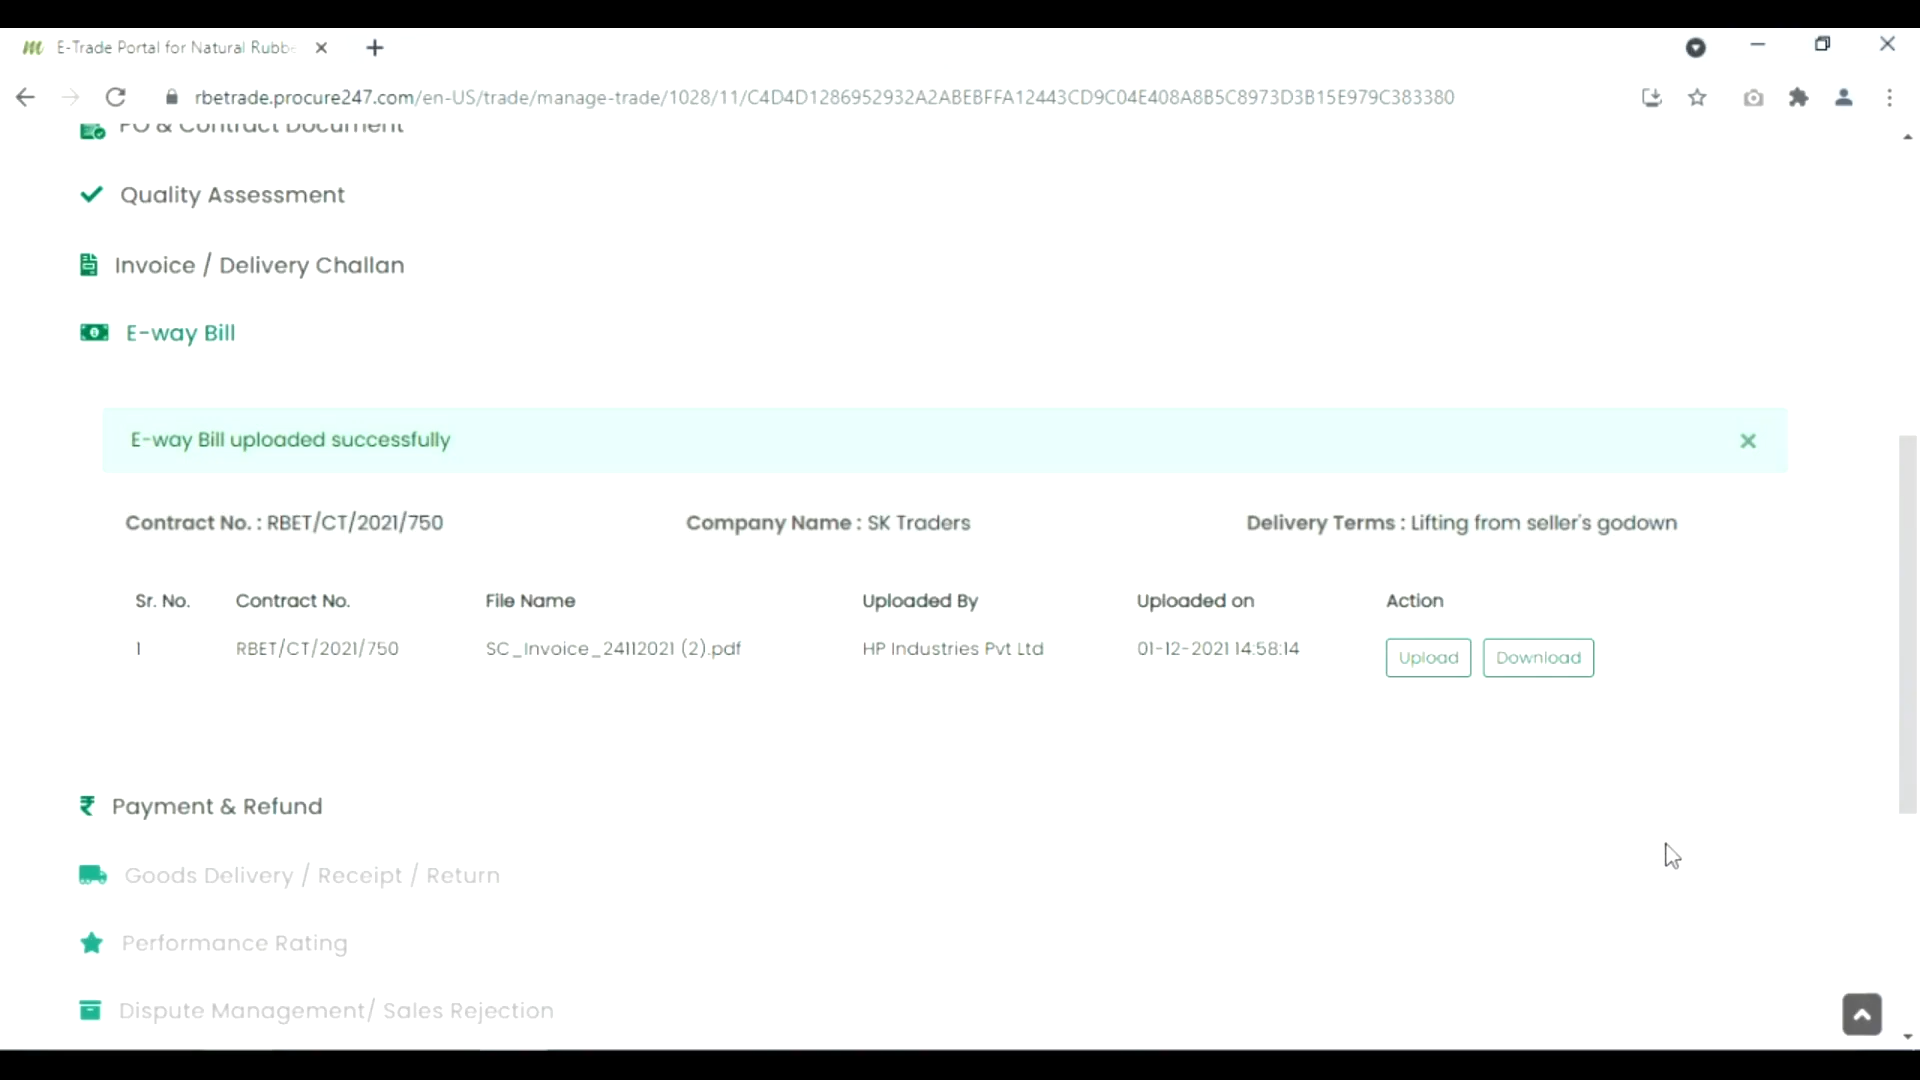 E-Trade Portal for Natural Rubb
rbetrade.procure247.com/en-US/trade/manage-trade/1028/11/C4D4D1286952932A2ABEBFFA12443CD9C04E408A8B5C8973D3B15E979C383380
PO & Contract Document
Quality Assessment
Invoice / Delivery Challan
E-way Bill
E-way Bill uploaded successfully
Contract No. : RBET/CT/2021/750 Company Name : SK Traders Delivery Terms : Lifting from seller's godown
Sr. No. Contract No. File Name Uploaded By Uploaded on Action
1 RBET/CT/2021/750 SC_Invoice_24112021 (2).pdf HP Industries Pvt Ltd 01-12-2021 14:58:14 Upload Download
Payment & Refund
Goods Delivery / Receipt / Return
Performance Rating
Dispute Management/ Sales Rejection